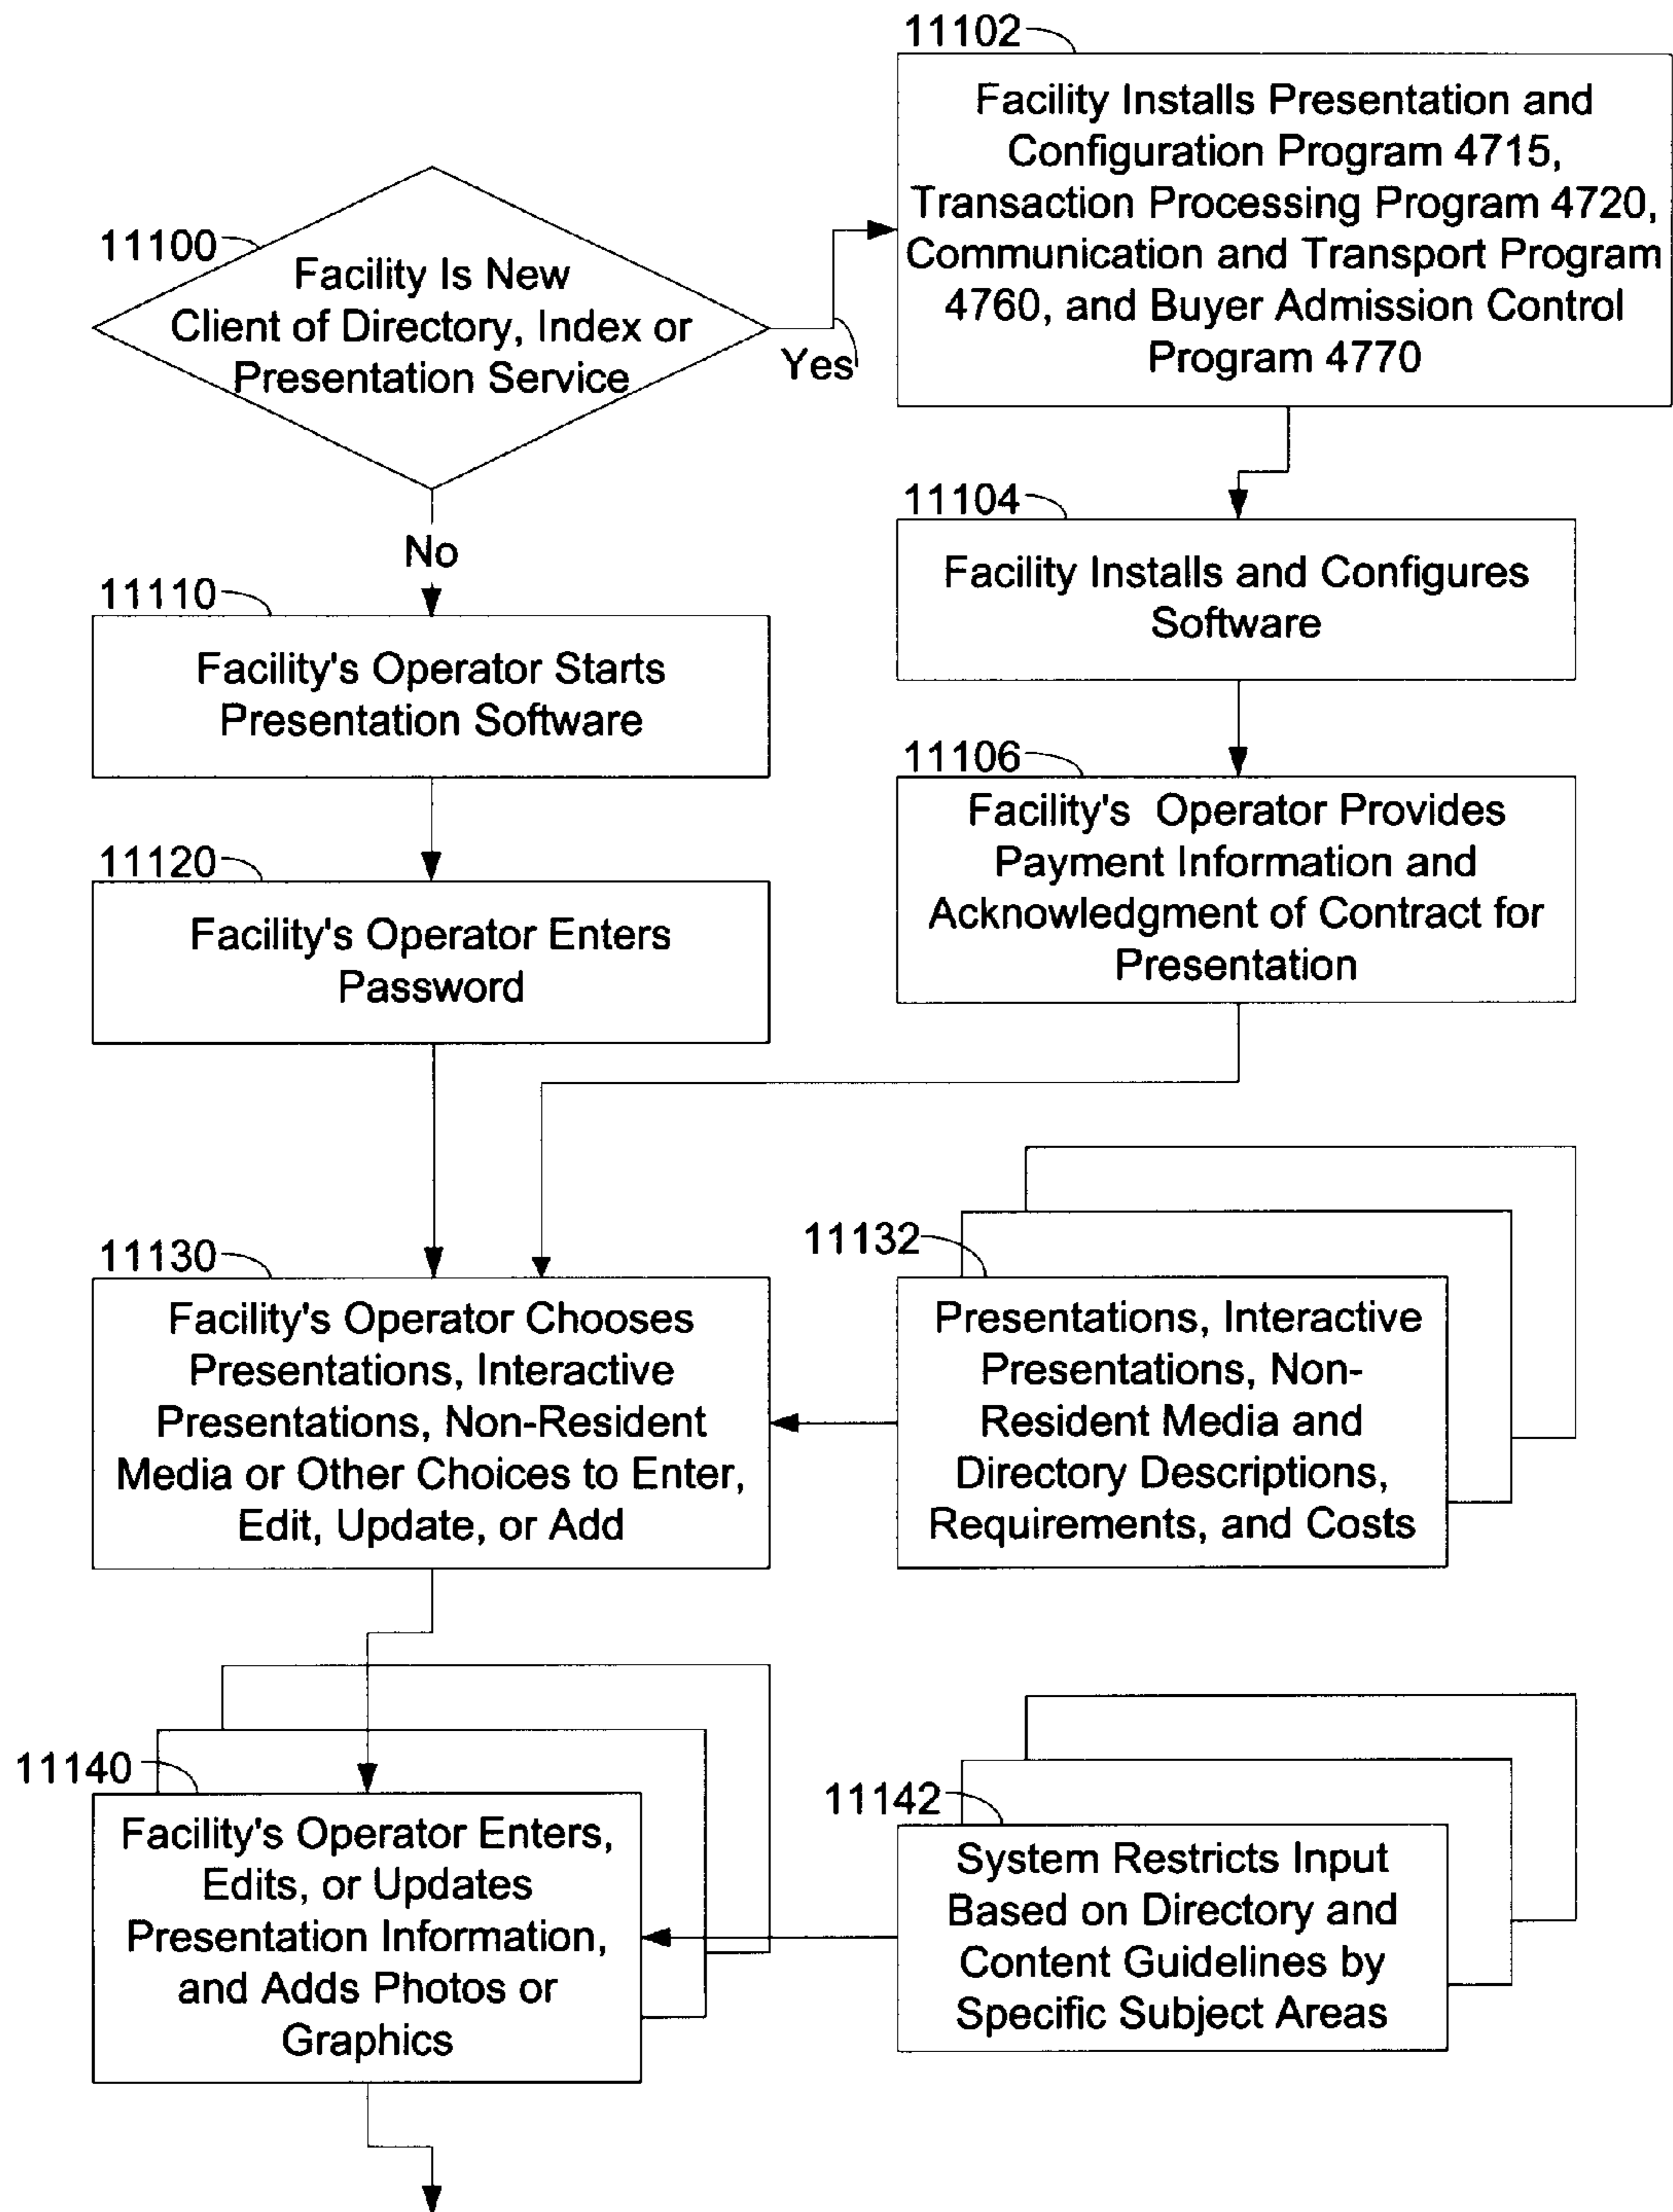 11102
Facility Installs Presentation and
Configuration Program 4715,
Transaction Processing Program 4720,
Communication and Transport Program
4760, and Buyer Admission Control
Program 4770
11100
Facility Is New
Client of Directory, Index or
Presentation Service
Yes
No
11104
Facility Installs and Configures
Software
11110
Facility's Operator Starts
Presentation Software
11106
Facility's Operator Provides
Payment Information and
Acknowledgment of Contract for
Presentation
11120
Facility's Operator Enters
Password
11130
Facility's Operator Chooses
Presentations, Interactive
Presentations, Non-Resident
Media or Other Choices to Enter,
Edit, Update, or Add
11132
Presentations, Interactive
Presentations, Non-
Resident Media and
Directory Descriptions,
Requirements, and Costs
11140
Facility's Operator Enters,
Edits, or Updates
Presentation Information,
and Adds Photos or
Graphics
11142
System Restricts Input
Based on Directory and
Content Guidelines by
Specific Subject Areas